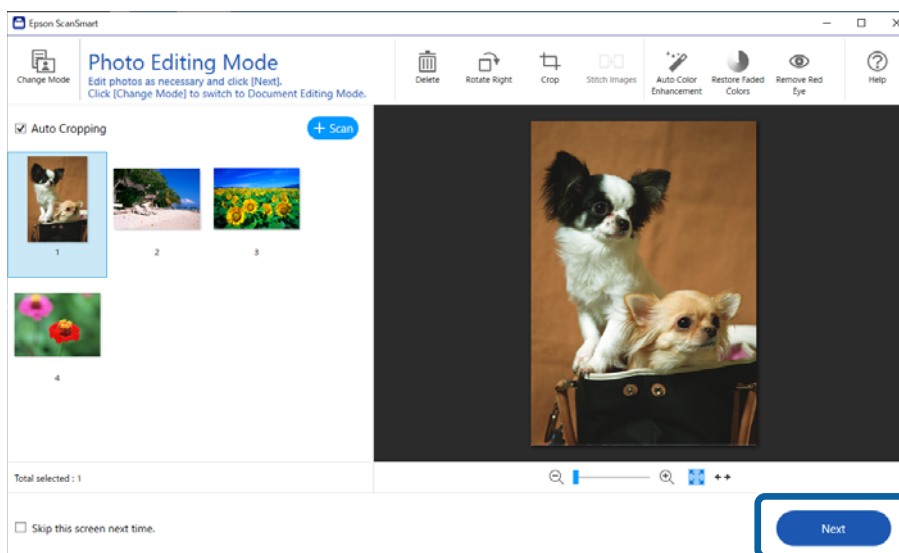 Epson ScanSmart
Change Mode
Photo Editing Mode
Edit photos as necessary and click [Next].
Click [Change Mode] to switch to Document Editing Mode.
Delete
Rotate Right
Crop
Stitch Images
Auto Color
Enhancement
Restore Faded
Colors
Remove Red
Eye
Help
Auto Cropping
+ Scan
1
2
3
4
Total selected : 1
Skip this screen next time.
Next